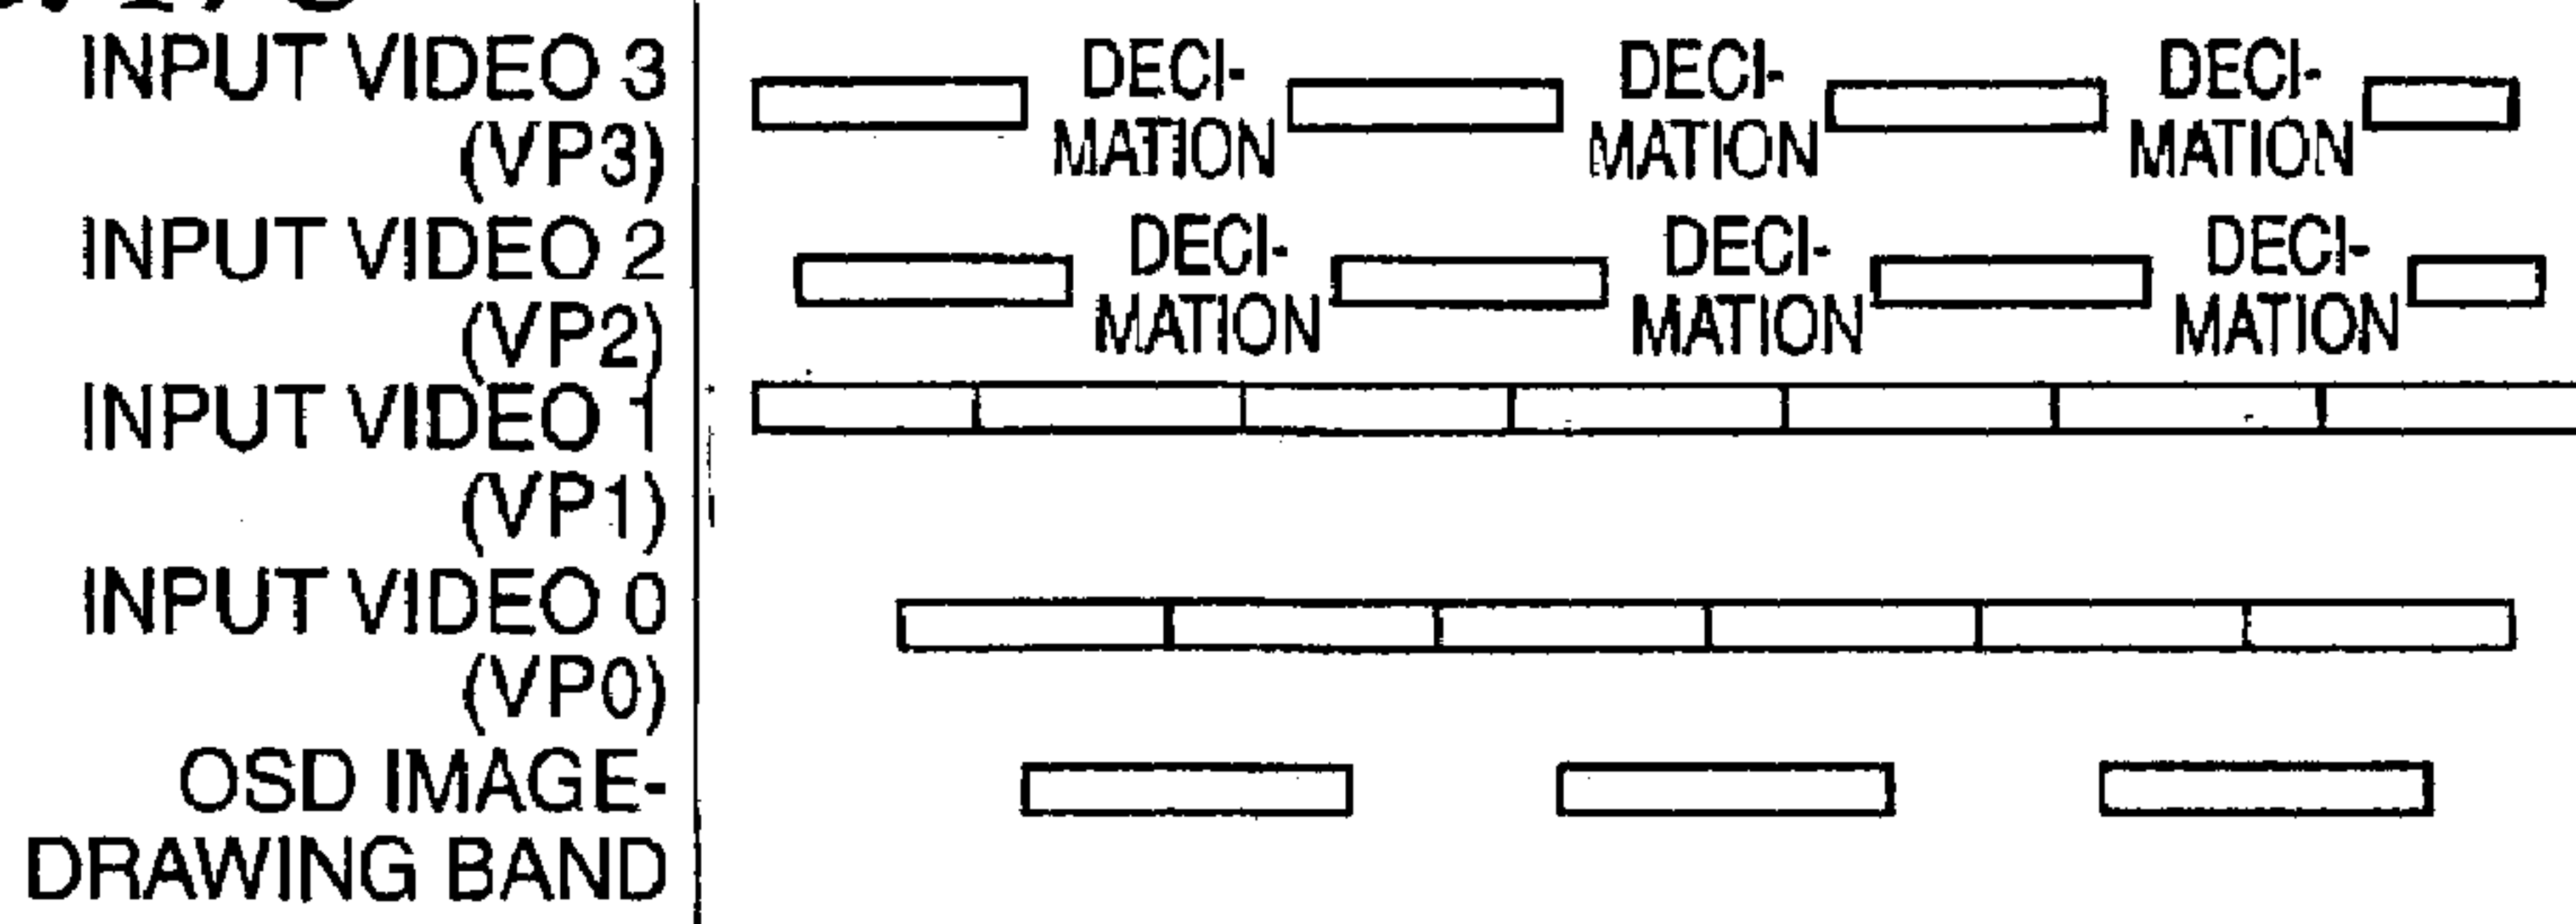 INPUT VIDEO 3
(VP3)
DECI-
MATION
DECI-
MATION
DECI-
MATION
INPUT VIDEO 2
(VP2)
DECI-
MATION
DECI-
MATION
DECI-
MATION
INPUT VIDEO 1
(VP1)
INPUT VIDEO 0
(VP0)
OSD IMAGE-
DRAWING BAND